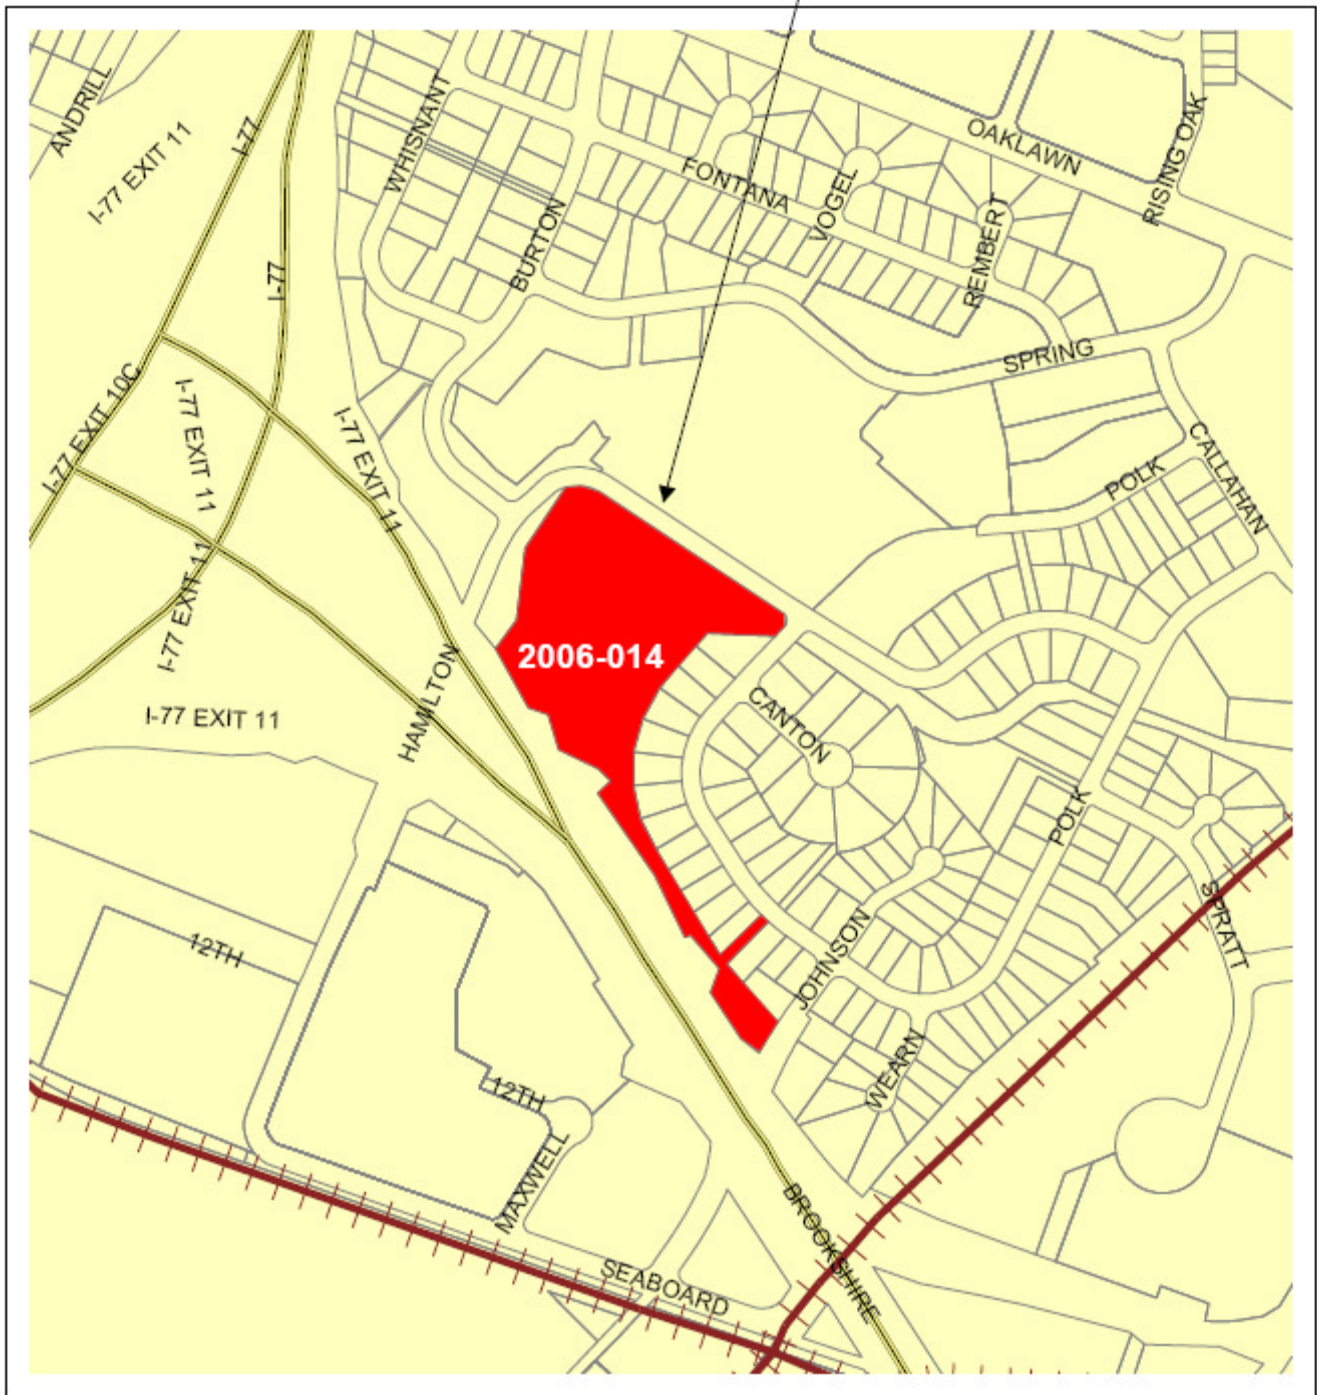 ANDRILL
I-77 EXIT 11
I-77
WHISNANT
I-77
BURTON
FONTANA
VOGEL
OAKLAWN
REMBERT
RISING OAK
SPRING
I-77 EXIT 10C
I-77 EXIT 11
I-77 EXIT 11
POLK
CALLAHAN
I-77 EXIT 11
2006-014
HAMILTON
I-77 EXIT 11
CANTON
POLK
SPRATT
12TH
JOHNSON
WEARN
12TH
MAXWELL
BROOKSHIRE
SEABOARD